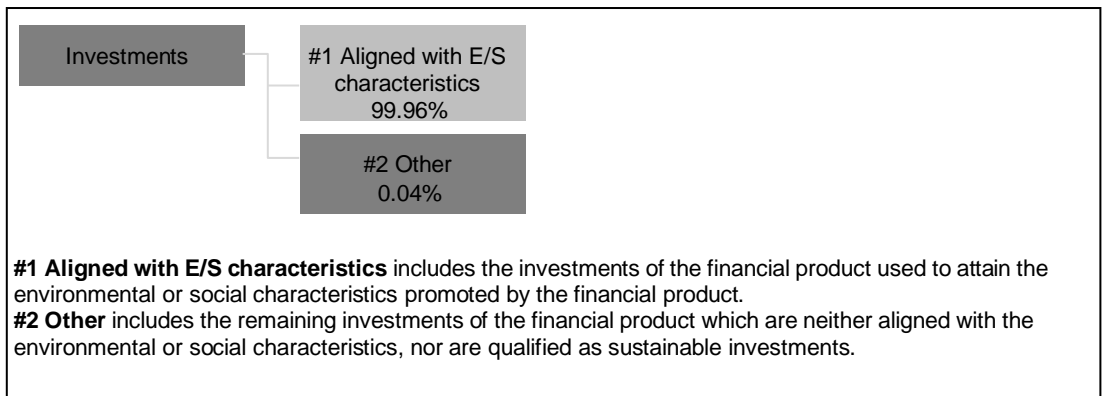 Investments
#1 Aligned with E/S
characteristics
99.96%
#2 Other
0.04%
#1 Aligned with E/S characteristics includes the investments of the financial product used to attain the
environmental or social characteristics promoted by the financial product.
#2 Other includes the remaining investments of the financial product which are neither aligned with the
environmental or social characteristics, nor are qualified as sustainable investments.